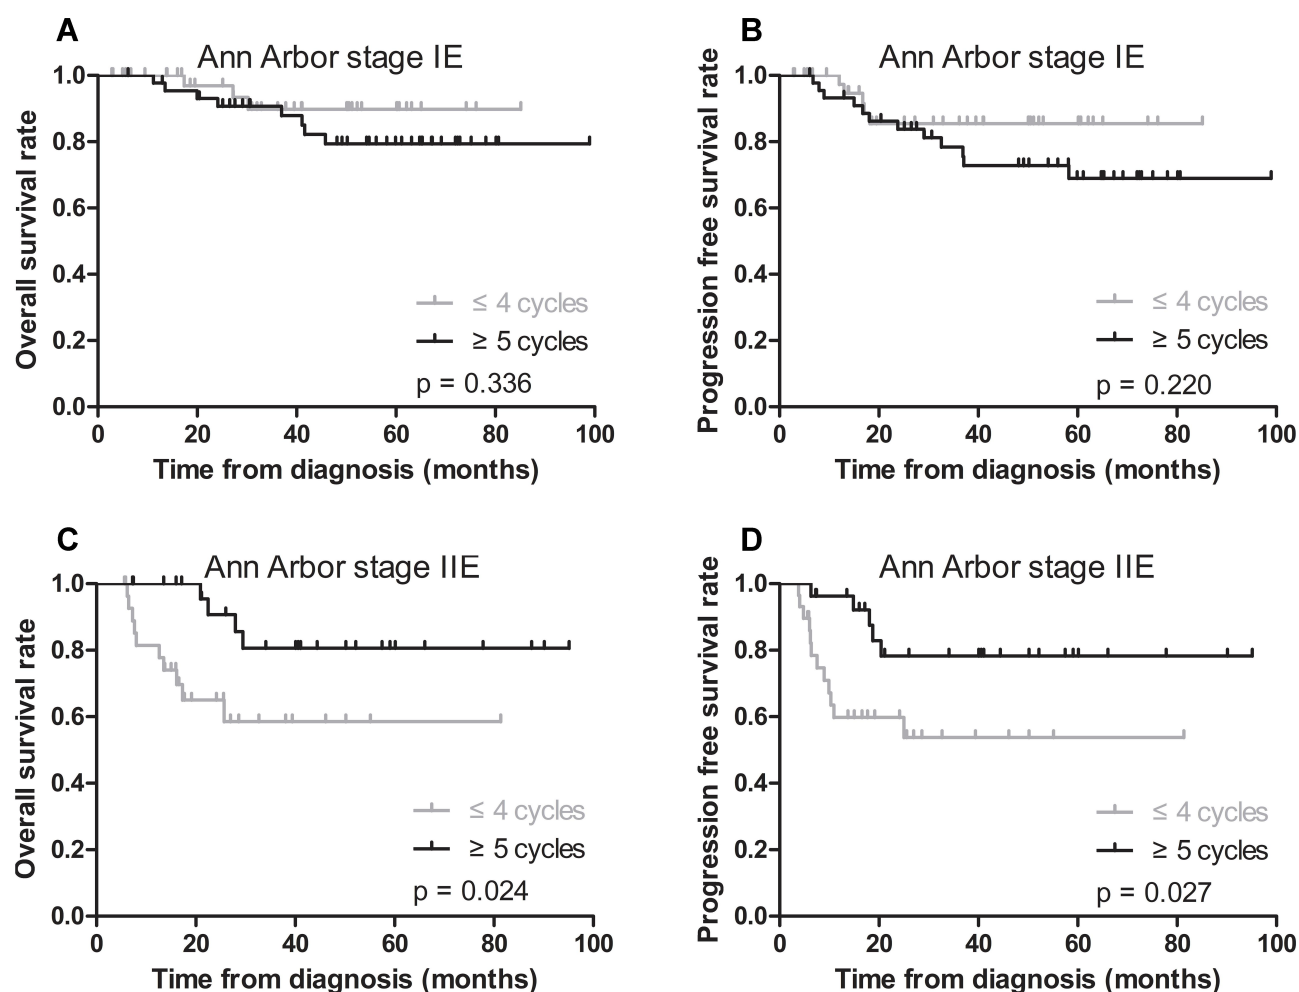 A
Ann Arbor stage IE
Overall survival rate
1.0
0.8
0.6
0.4
0.2
0.0
≤ 4 cycles
≥ 5 cycles
p = 0.336
0 20 40 60 80 100
Time from diagnosis (months)
B
Ann Arbor stage IE
Progression free survival rate
1.0
0.8
0.6
0.4
0.2
0.0
≤ 4 cycles
≥ 5 cycles
p = 0.220
0 20 40 60 80 100
Time from diagnosis (months)
C
Ann Arbor stage IIE
Overall survival rate
1.0
0.8
0.6
0.4
0.2
0.0
≤ 4 cycles
≥ 5 cycles
p = 0.024
0 20 40 60 80 100
Time from diagnosis (months)
D
Ann Arbor stage IIE
Progression free survival rate
1.0
0.8
0.6
0.4
0.2
0.0
≤ 4 cycles
≥ 5 cycles
p = 0.027
0 20 40 60 80 100
Time from diagnosis (months)